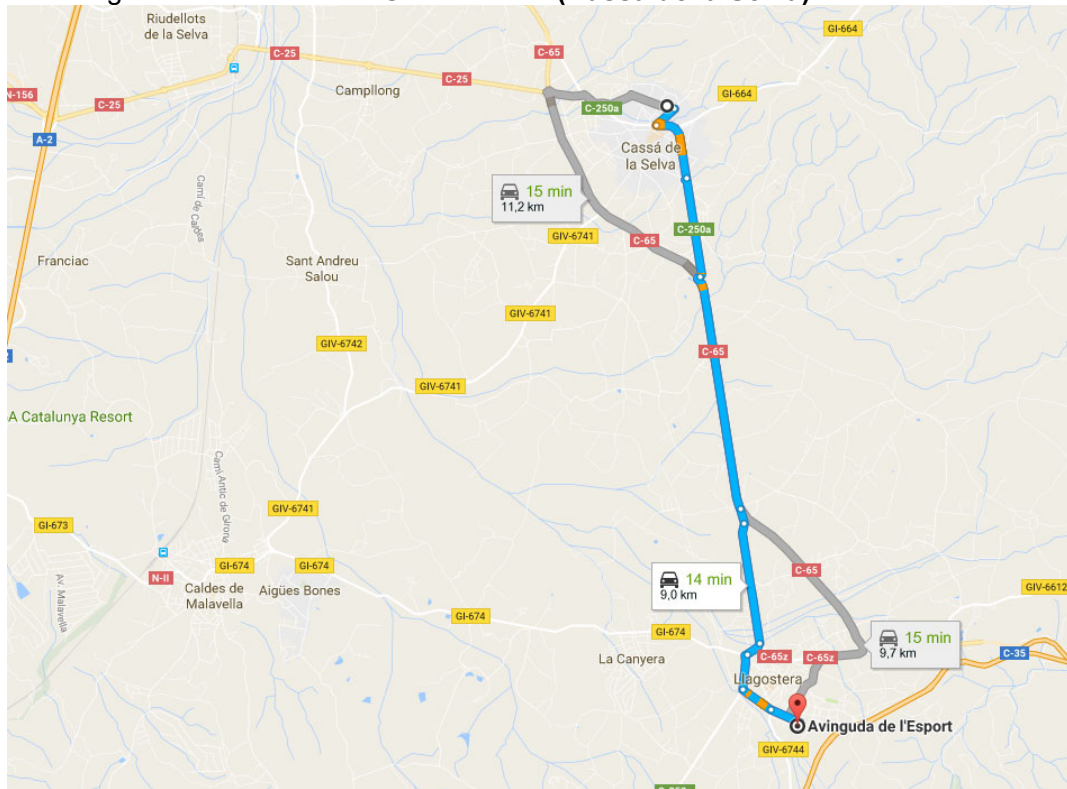 Riudellots
de la Selva
GI-664
C-65
C-25
C-25
N-156
C-25
Campllong
GI-664
C-250a
A-2
Cassá de
la Selva
Camí de Caldes
15 min
11,2 km
C-250a
GIV-6741
C-65
Franciac
Sant Andreu
Salou
GIV-6741
GIV-6742
C-65
GIV-6741
A Catalunya Resort
Camí Antic de Girona
GIV-6741
GI-673
GI-674
GI-674
N-II
Av. Malavella
Caldes de
Malavella
Aigües Bones
14 min
9,0 km
C-65
GIV-6612
GI-674
GI-674
15 min
9,7 km
La Canyera
C-65z
C-65z
C-35
Llagostera
Avinguda de l'Esport
GIV-6744